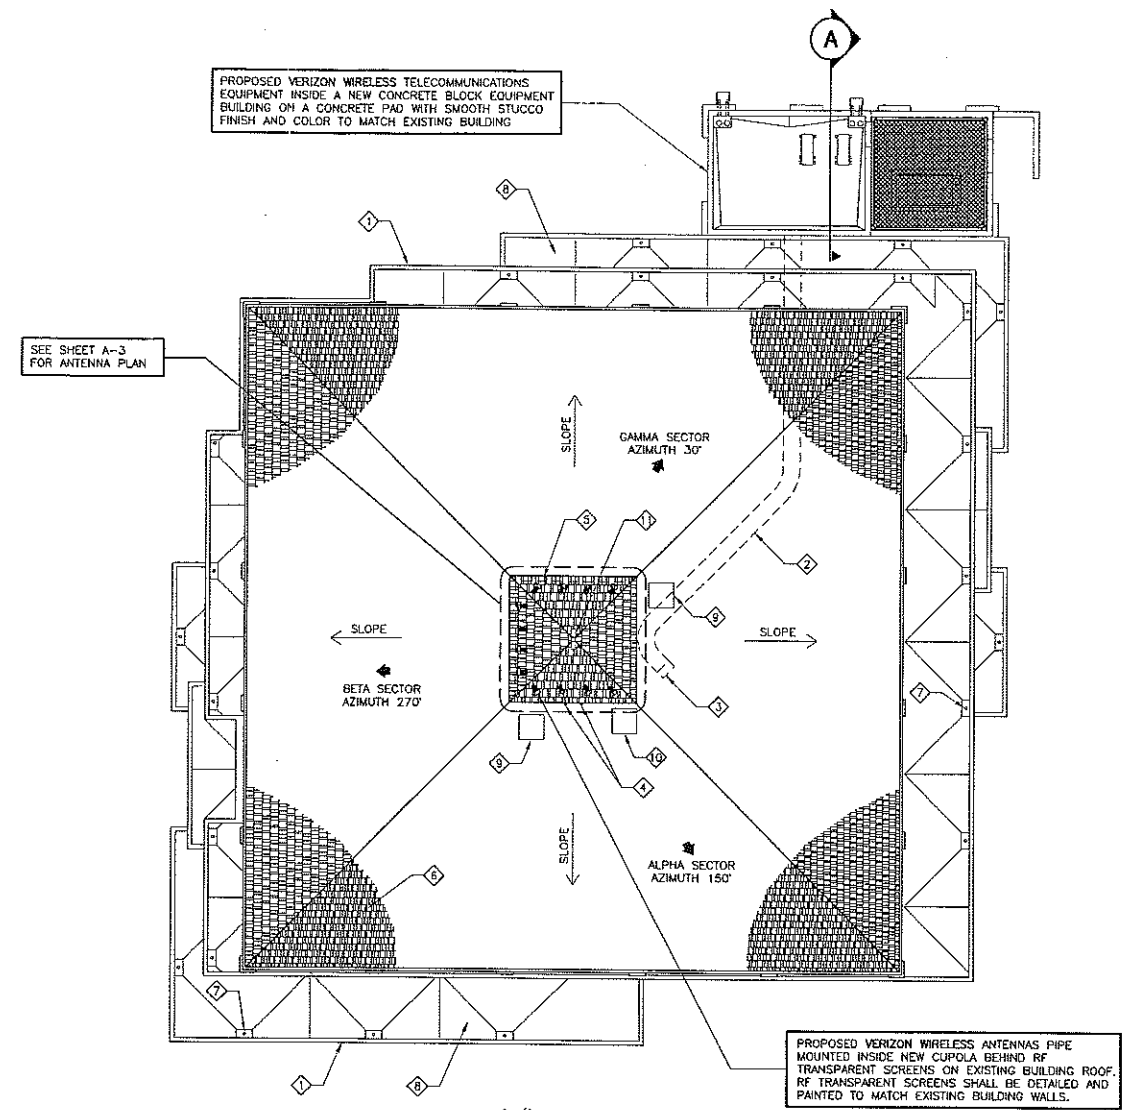 A
PROPOSED VERIZON WIRELESS TELECOMMUNICATIONS
EQUIPMENT INSIDE A NEW CONCRETE BLOCK EQUIPMENT
BUILDING ON A CONCRETE PAD WITH SMOOTH STUCCO
FINISH AND COLOR TO MATCH EXISTING BUILDING
8
1
SEE SHEET A-3
FOR ANTENNA PLAN
SLOPE
GAMMA SECTOR
AZIMUTH 30°
5
11
2
9
SLOPE
SLOPE
BETA SECTOR
AZIMUTH 270°
3
7
9
10
4
SLOPE
ALPHA SECTOR
AZIMUTH 150°
6
7
1
8
PROPOSED VERIZON WIRELESS ANTENNAS PIPE
MOUNTED INSIDE NEW CUPOLA BEHIND RF
TRANSPARENT SCREENS ON EXISTING BUILDING ROOF.
RF TRANSPARENT SCREENS SHALL BE DETAILED AND
PAINTED TO MATCH EXISTING BUILDING WALLS.